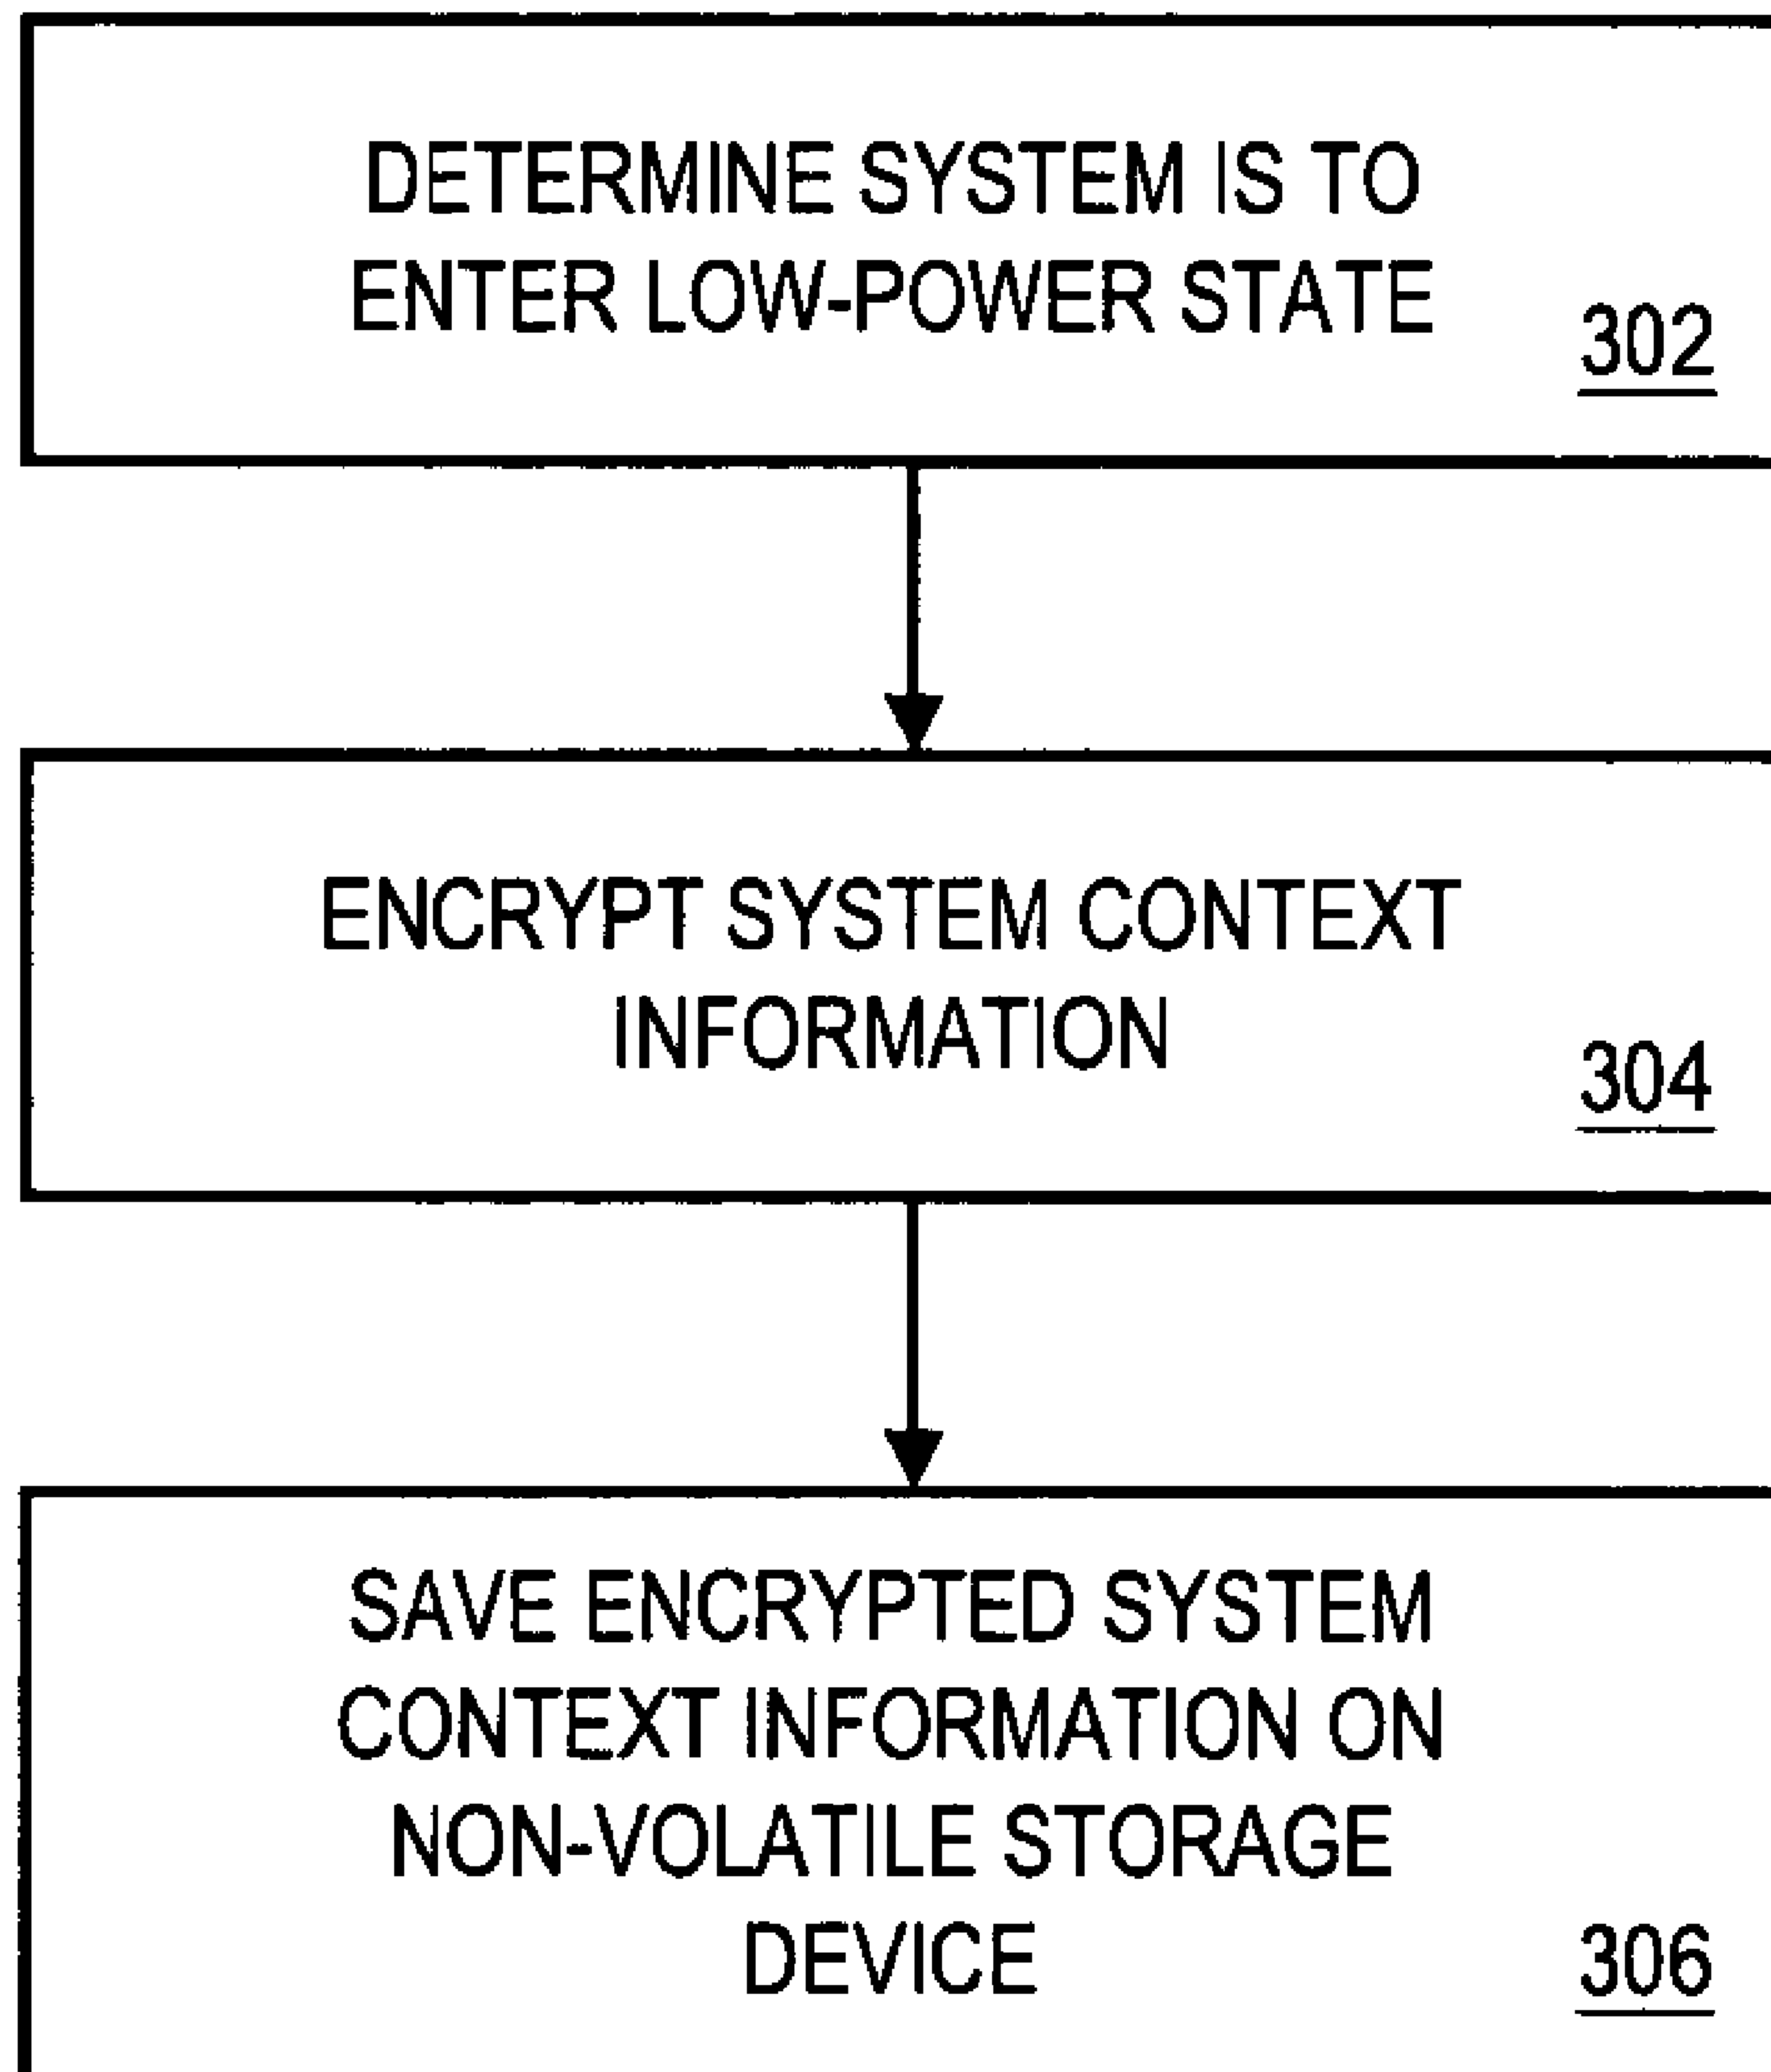 DETERMINE SYSTEM IS TO
ENTER LOW-POWER STATE
302
ENCRYPT SYSTEM CONTEXT
INFORMATION
304
SAVE ENCRYPTED SYSTEM
CONTEXT INFORMATION ON
NON-VOLATILE STORAGE
DEVICE
306